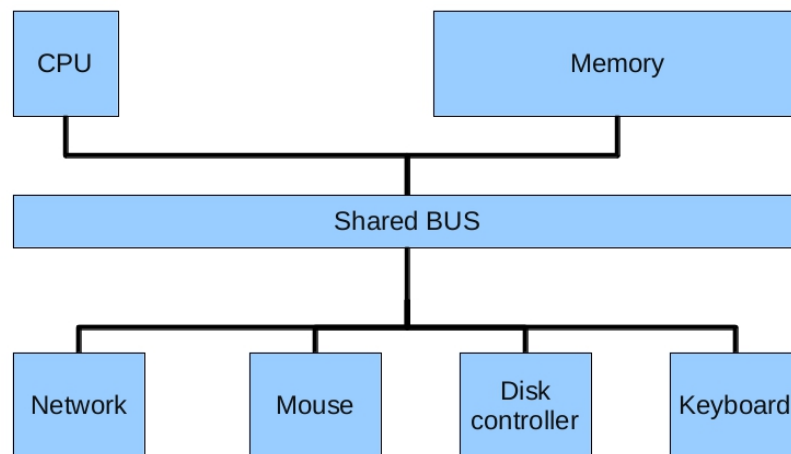 CPU
Memory
Shared BUS
Network
Mouse
Disk
controller
Keyboard